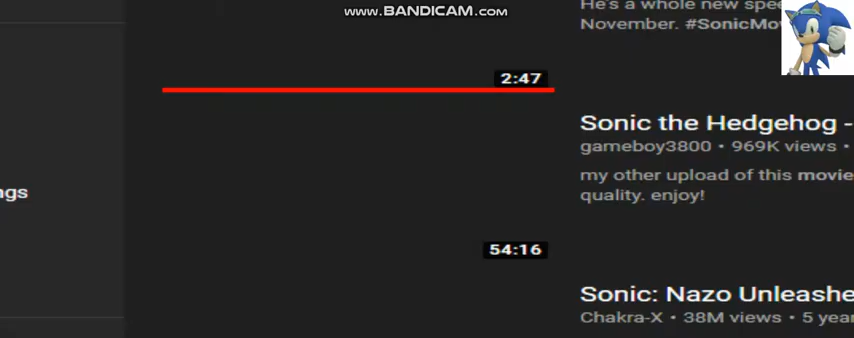 www.BANDICAM.com
He's a whole new
November. #SonicMo
2:47
Sonic the Hedgehog -
gameboy3800 • 969K views •
my other upload of this movie
quality. enjoy!
ngs
54:16
Sonic: Nazo Unleashe
Chakra-X • 38M views • 5 year